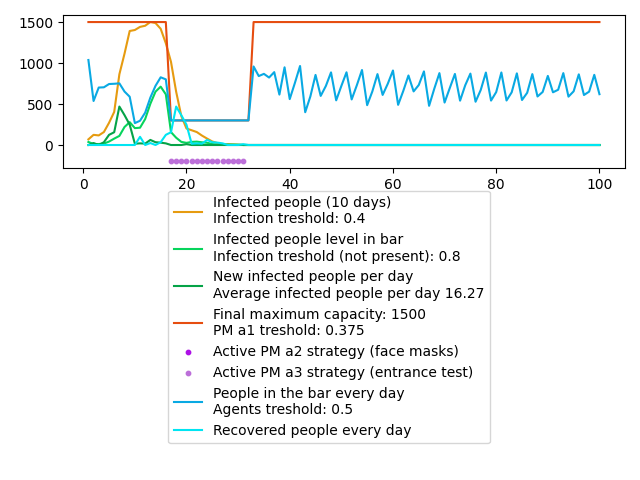 1500
1000
500
0
0 20 40 60 80 100
Infected people (10 days)
Infection treshold: 0.4
Infected people level in bar
Infection treshold (not present): 0.8
New infected people per day
Average infected people per day 16.27
Final maximum capacity: 1500
PM a1 treshold: 0.375
Active PM a2 strategy (face masks)
Active PM a3 strategy (entrance test)
People in the bar every day
Agents treshold: 0.5
Recovered people every day